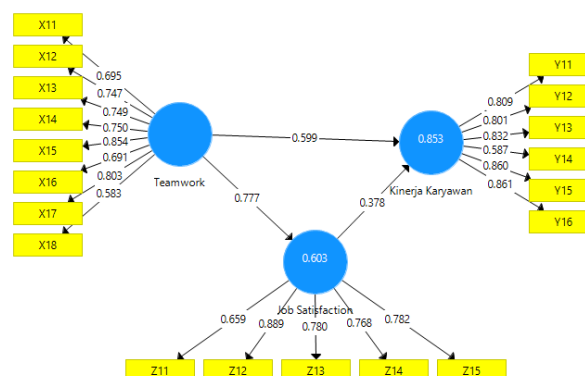 X11
X12
X13
X14
X15
X16
X17
X18
0.695
0.747
0.749
0.750
0.854
0.691
0.803
0.583
Teamwork
0.599
0.777
0.853
Kinerja Karyawan
0.378
0.809
0.801
0.832
0.587
0.860
0.861
Y11
Y12
Y13
Y14
Y15
Y16
0.603
Job Satisfaction
0.659
0.889
0.780
0.768
0.782
Z11
Z12
Z13
Z14
Z15